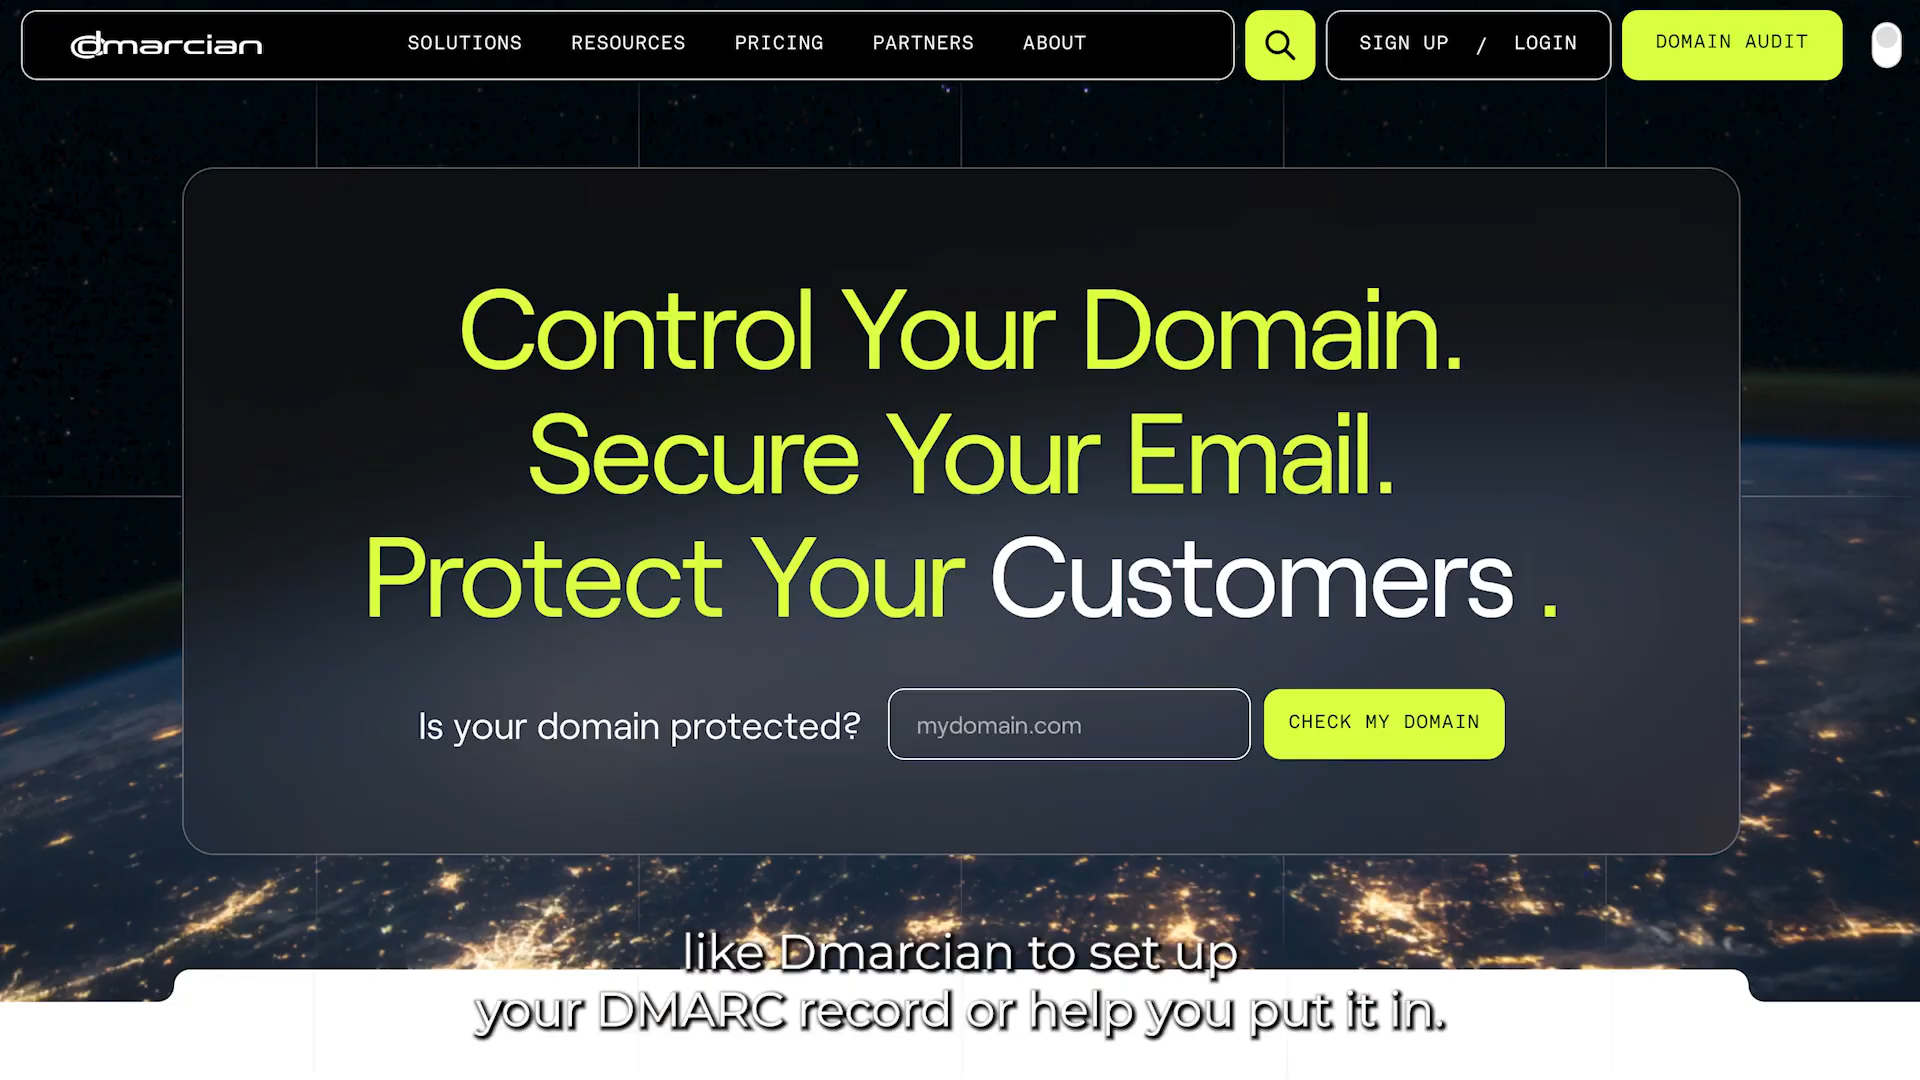 dmarcian
SOLUTIONS
RESOURCES
PRICING
PARTNERS
ABOUT
SIGN UP / LOGIN
DOMAIN AUDIT
Control Your Domain.
Secure Your Email.
Protect Your Customers .
Is your domain protected?
mydomain.com
CHECK MY DOMAIN
like Dmarcian to set up
your DMARC record or help you put it in.